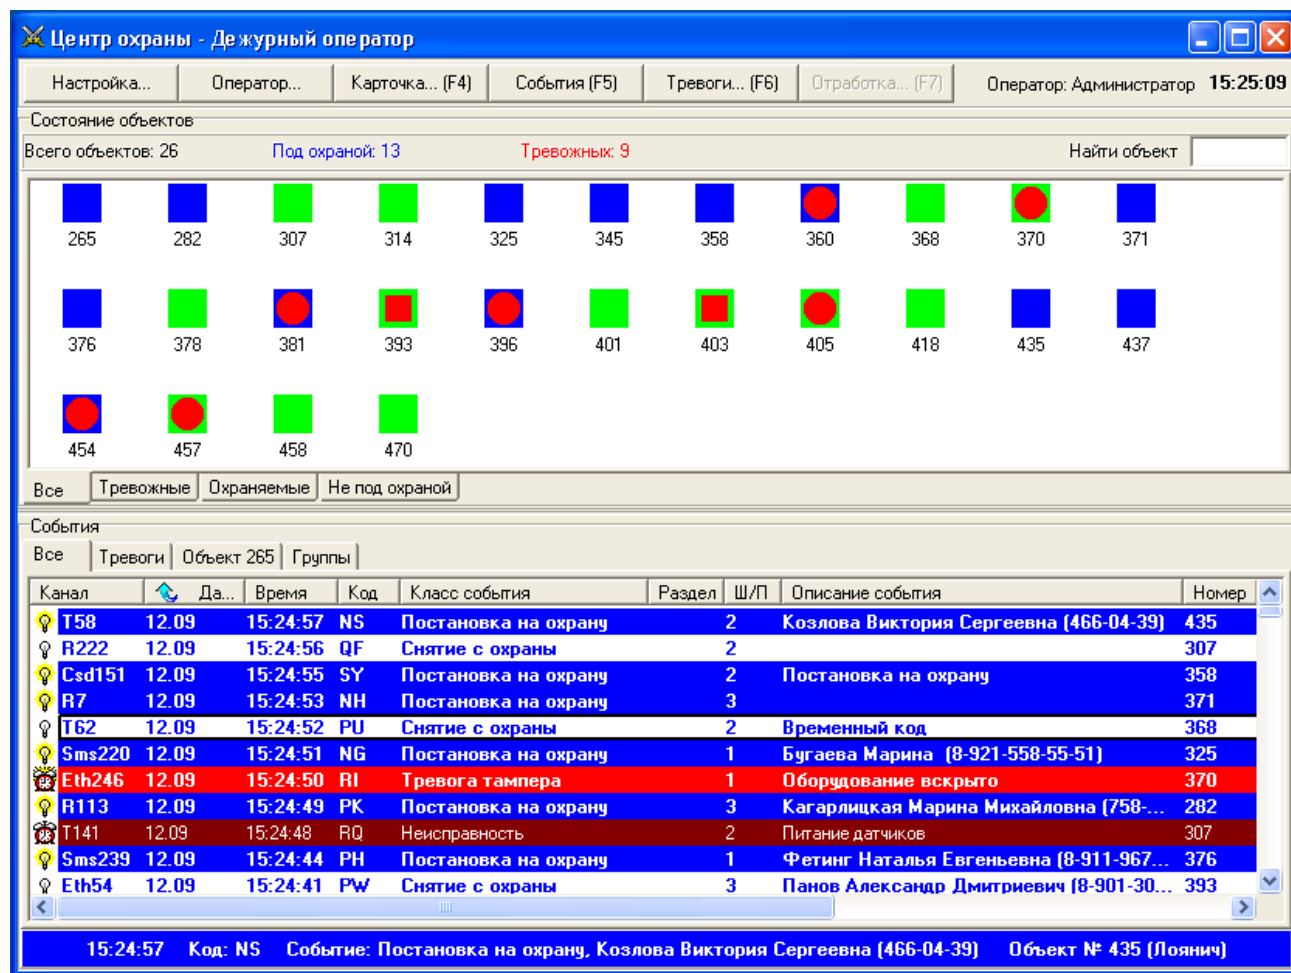 Центр охраны - Дежурный оператор
Настройка... Оператор... Карточка... (F4) События (F5) Тревоги... (F6) Отработка... (F7) Оператор: Администратор 15:25:09
Состояние объектов
Всего объектов: 26 Под охраной: 13 Тревожных: 9 Найти объект
265 282 307 314 325 345 358 360 368 370 371
376 378 381 393 396 401 403 405 418 435 437
454 457 458 470
Все Тревожные Охраняемые Не под охраной
События
Все Тревоги Объект 265 Группы
Канал Да... Время Код Класс события Раздел Ш/П Описание события Номер
T58 12.09 15:24:57 NS Постановка на охрану 2 Козлова Виктория Сергеевна (466-04-39) 435
R222 12.09 15:24:56 QF Снятие с охраны 2 307
Csd151 12.09 15:24:55 SY Постановка на охрану 2 Постановка на охрану 358
R7 12.09 15:24:53 NH Постановка на охрану 3 371
T62 12.09 15:24:52 PU Снятие с охраны 2 Временный код 368
Sms220 12.09 15:24:51 NG Постановка на охрану 1 Бугаева Марина (8-921-558-55-51) 325
Eth246 12.09 15:24:50 RI Тревога тампера 1 Оборудование вскрыто 370
R113 12.09 15:24:49 PK Постановка на охрану 3 Кагарлицкая Марина Михайловна (758-... 282
T141 12.09 15:24:48 RQ Неисправность 2 Питание датчиков 307
Sms239 12.09 15:24:44 PH Постановка на охрану 1 Фетинг Наталья Евгеньевна (8-911-967... 376
Eth54 12.09 15:24:41 PW Снятие с охраны 3 Панов Александр Дмитриевич (8-901-30... 393
15:24:57 Код: NS Событие: Постановка на охрану, Козлова Виктория Сергеевна (466-04-39) Объект № 435 (Лоянич)